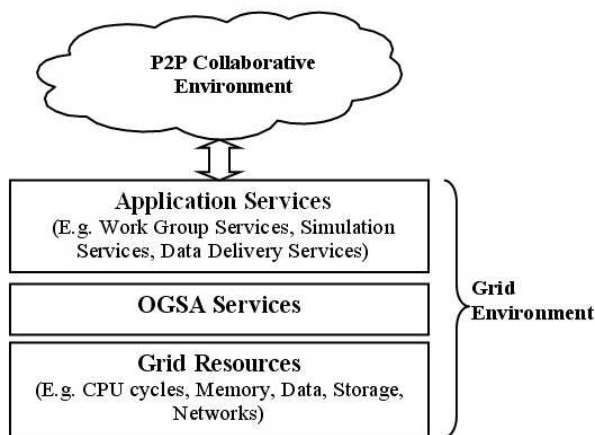 P2P Collaborative
Environment
Application Services
(E.g. Work Group Services, Simulation
Services, Data Delivery Services)
OGSA Services
Grid Resources
(E.g. CPU cycles, Memory, Data, Storage,
Networks)
Grid
Environment